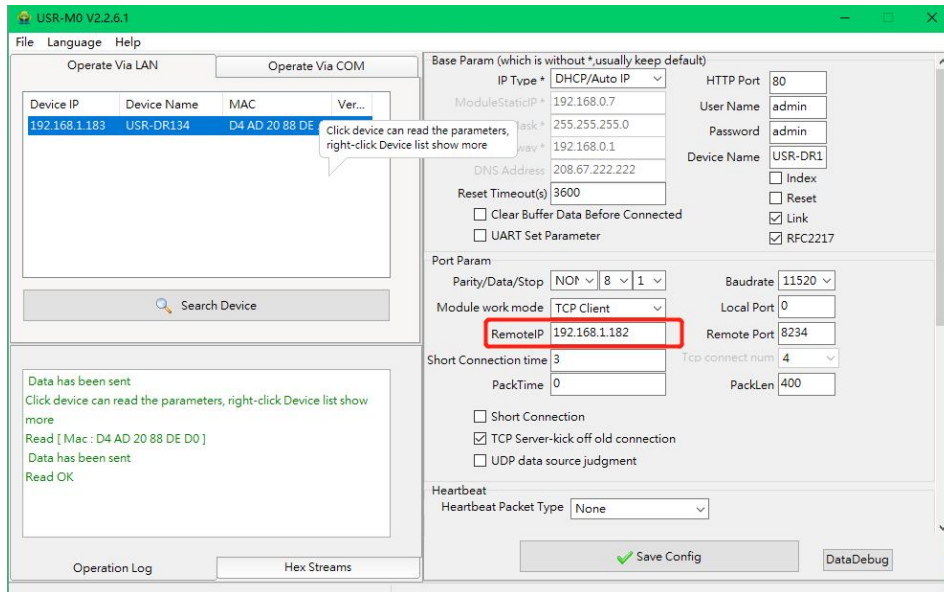 USR-M0 V2.2.6.1
File Language Help
Operate Via LAN Operate Via COM
Device IP Device Name MAC Ver...
192.168.1.183 USR-DR134 D4 AD 20 88 DE
Click device can read the parameters,
right-click Device list show more
Search Device
Data has been sent
Click device can read the parameters, right-click Device list show
more
Read [ Mac : D4 AD 20 88 DE D0 ]
Data has been sent
Read OK
Operation Log Hex Streams
Base Param (which is without *,usually keep default)
IP Type * DHCP/Auto IP HTTP Port 80
ModuleStaticIP * 192.168.0.7 User Name admin
255.255.255.0 Password admin
192.168.0.1 Device Name USR-DR1
DNS Address 208.67.222.222 Index
Reset Timeout(s) 3600 Reset
Clear Buffer Data Before Connected Link
UART Set Parameter RFC2217
Port Param
Parity/Data/Stop 8 1 Baudrate 11520
Module work mode TCP Client Local Port 0
RemoteIP 192.168.1.182 Remote Port 8234
Short Connection time 3 Tcp connect num 4
PackTime 0 PackLen 400
Short Connection
TCP Server-kick off old connection
UDP data source judgment
Heartbeat
Heartbeat Packet Type None
Save Config DataDebug